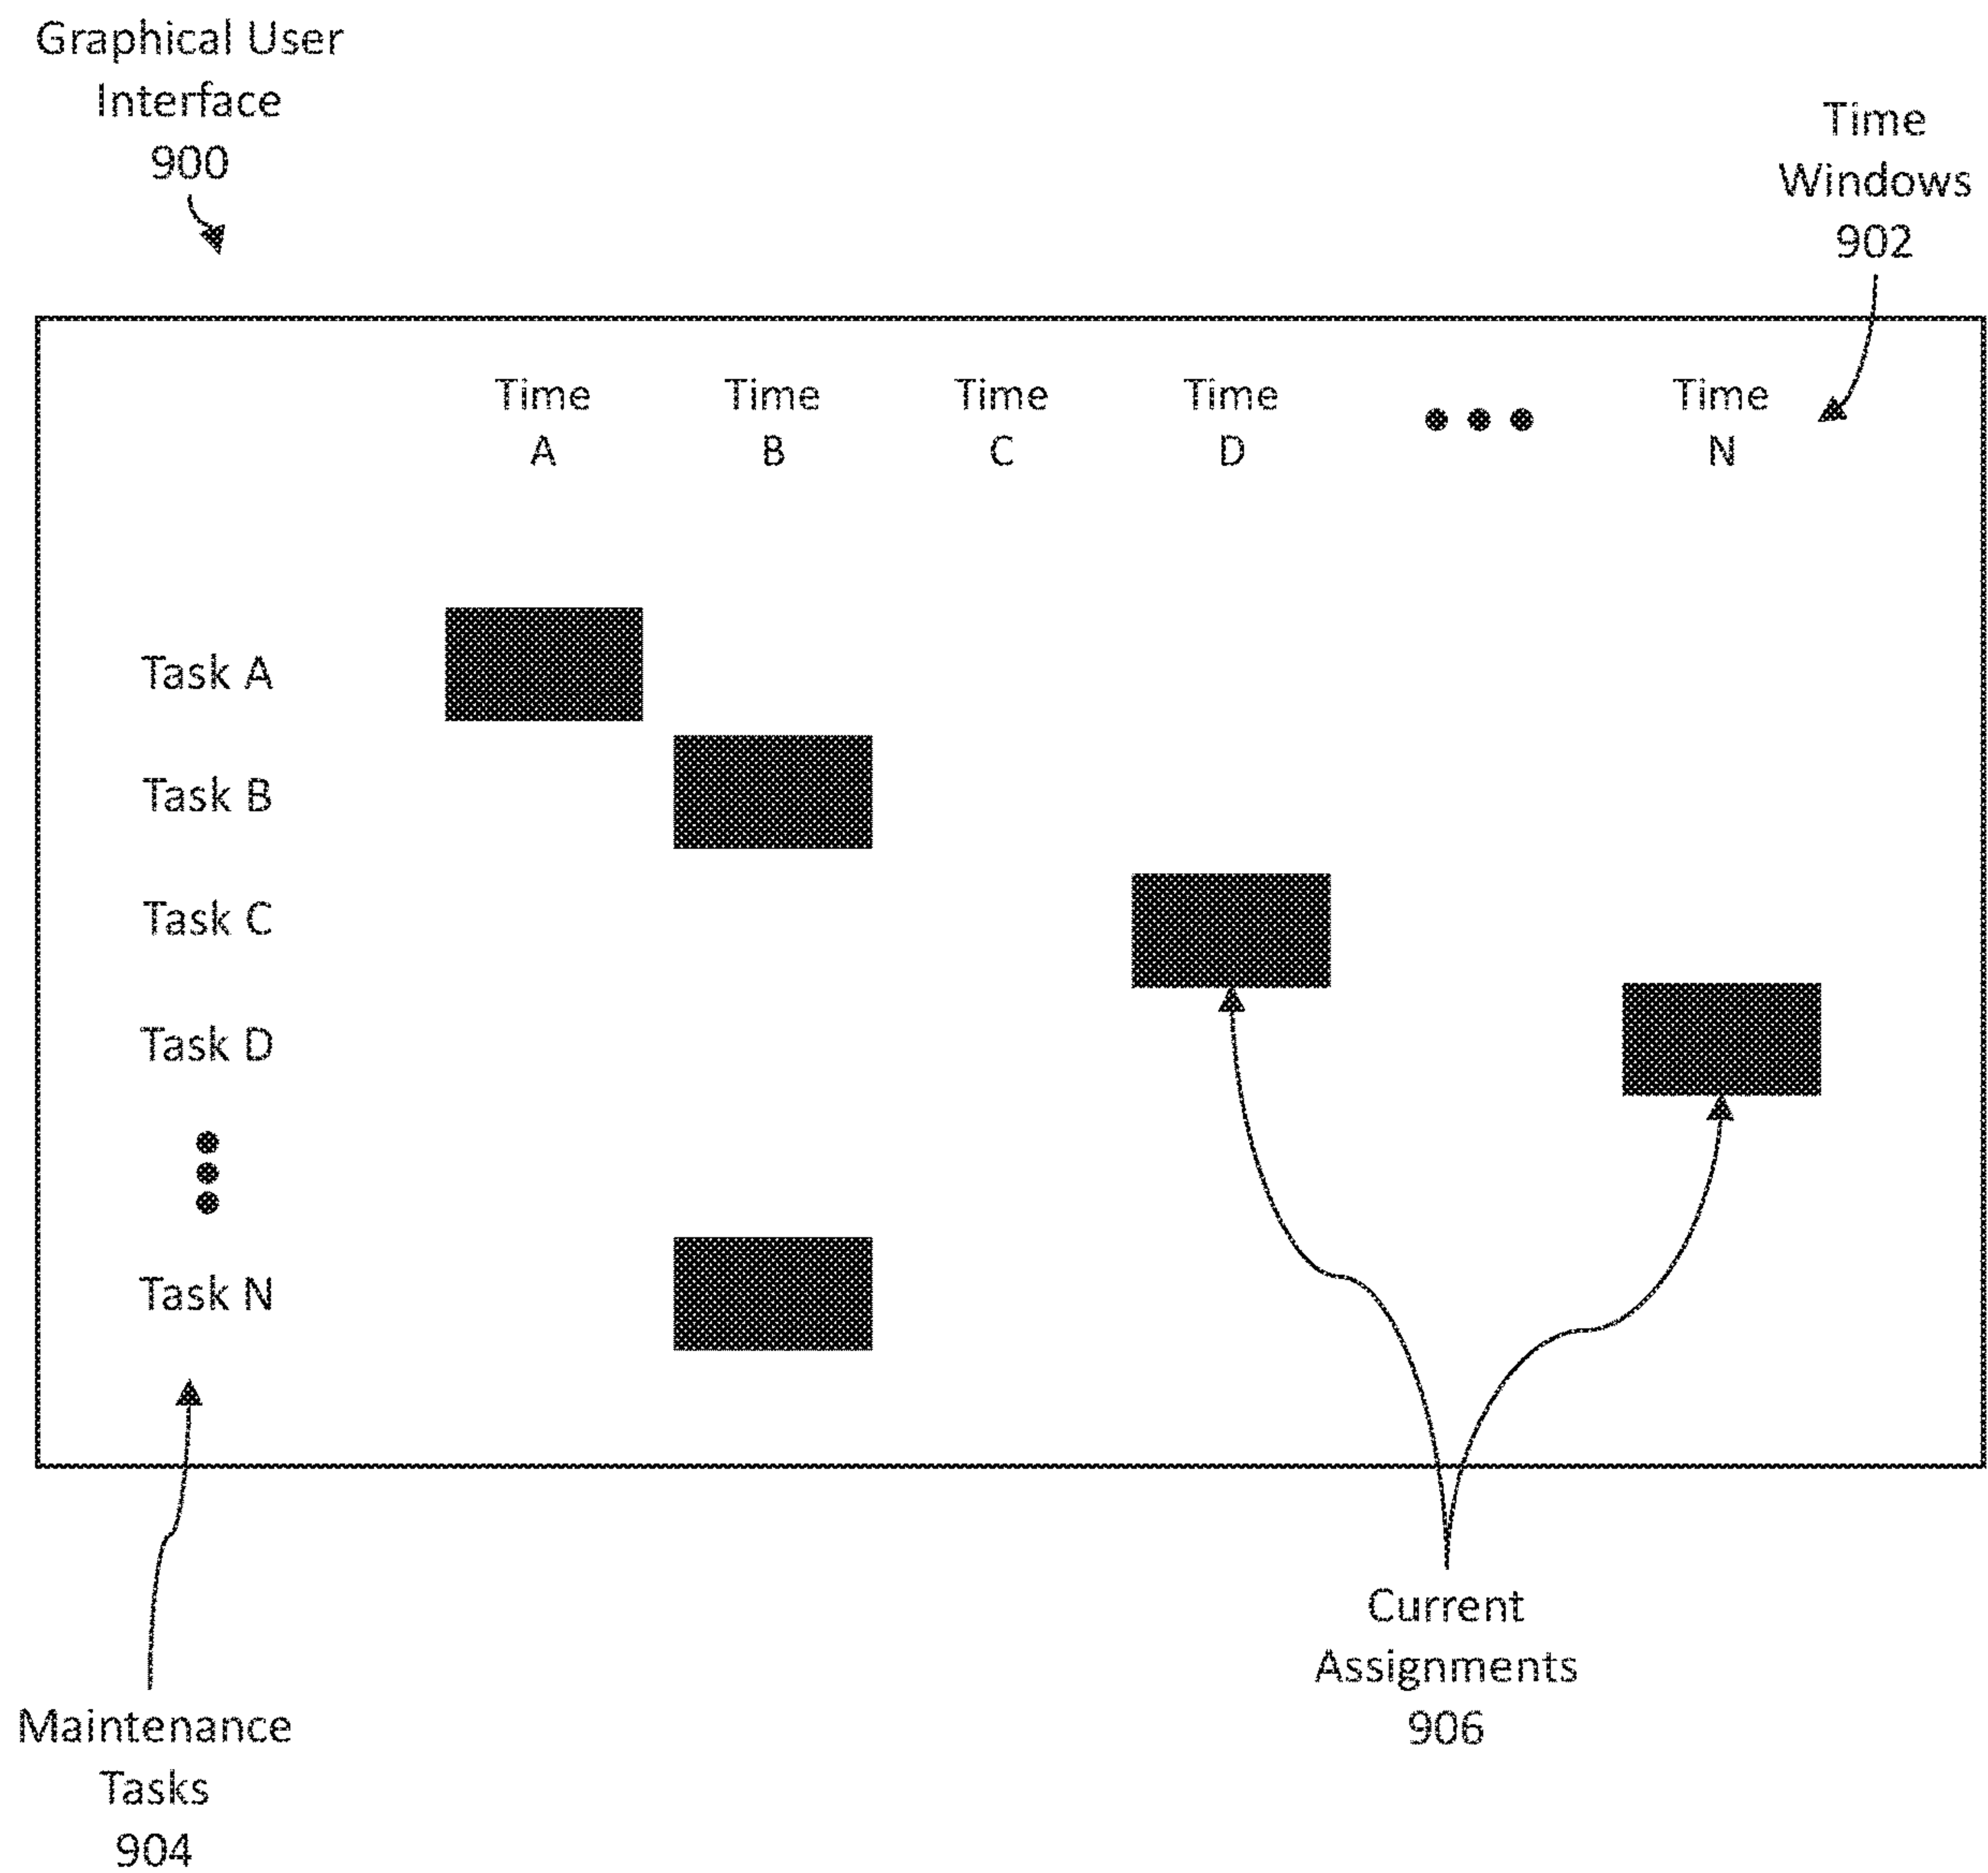 Graphical User
Interface
900
Time
Windows
902
Time Time Time Time Time
A B C D N
Task A
Task B
Task C
Task D
Task N
Current
Assignments
906
Maintenance
Tasks
904